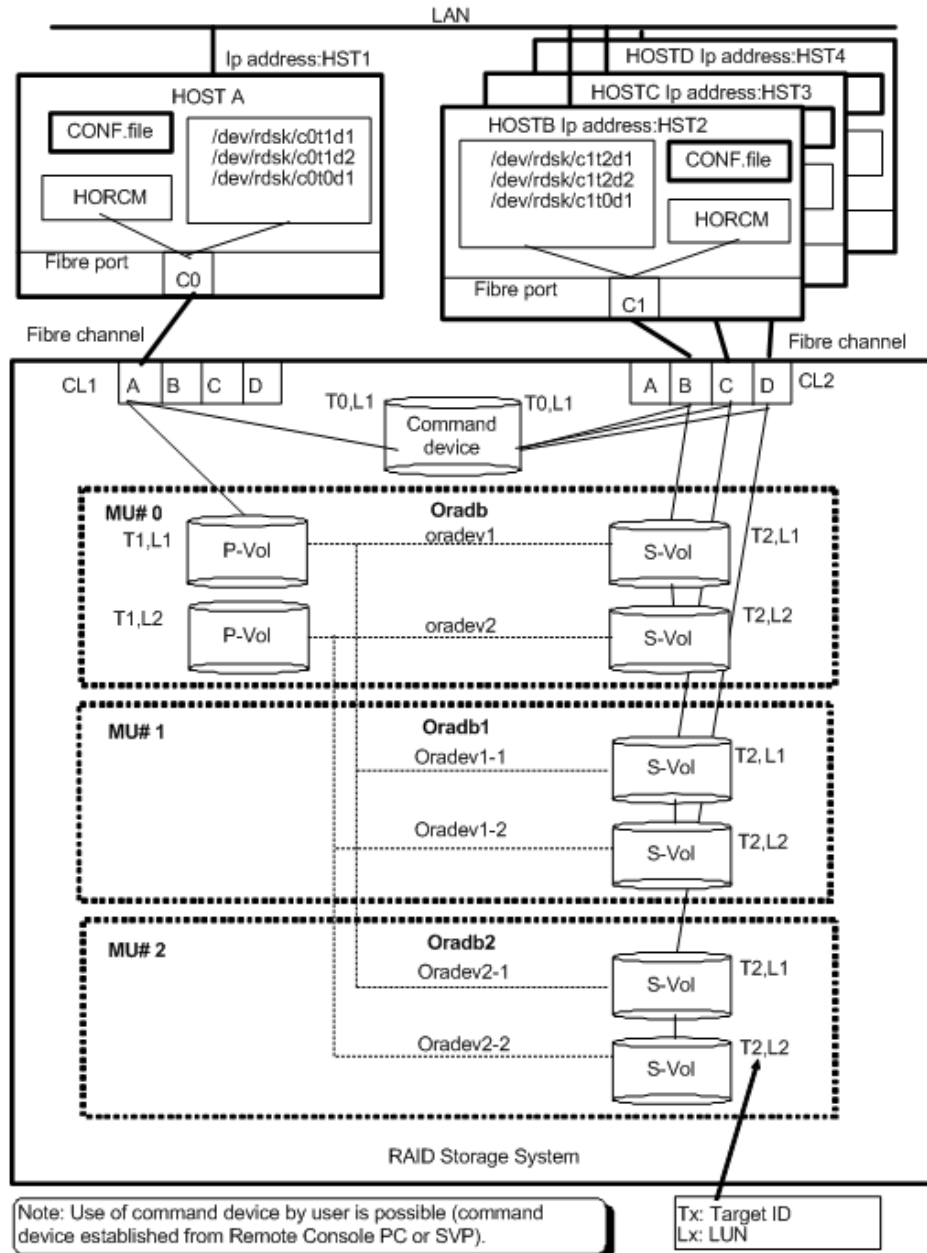 LAN
Ip address:HST1
HOST A
CONF.file
/dev/rdsk/c0t1d1
/dev/rdsk/c0t1d2
/dev/rdsk/c0t0d1
HORCM
Fibre port
C0
Fibre channel
HOSTD Ip address:HST4
HOSTC Ip address:HST3
HOSTB Ip address:HST2
/dev/rdsk/c1t2d1
/dev/rdsk/c1t2d2
/dev/rdsk/c1t0d1
CONF.file
HORCM
Fibre port
C1
Fibre channel
CL1
A
B
C
D
A
B
C
D
CL2
T0,L1
T0,L1
Command
device
MU# 0
Oradb
T1,L1
P-Vol
oradev1
S-Vol
T2,L1
T1,L2
P-Vol
oradev2
S-Vol
T2,L2
MU# 1
Oradb1
Oradev1-1
S-Vol
T2,L1
Oradev1-2
S-Vol
T2,L2
MU# 2
Oradb2
Oradev2-1
S-Vol
T2,L1
Oradev2-2
S-Vol
T2,L2
RAID Storage System
Note: Use of command device by user is possible (command
device established from Remote Console PC or SVP).
Tx: Target ID
Lx: LUN